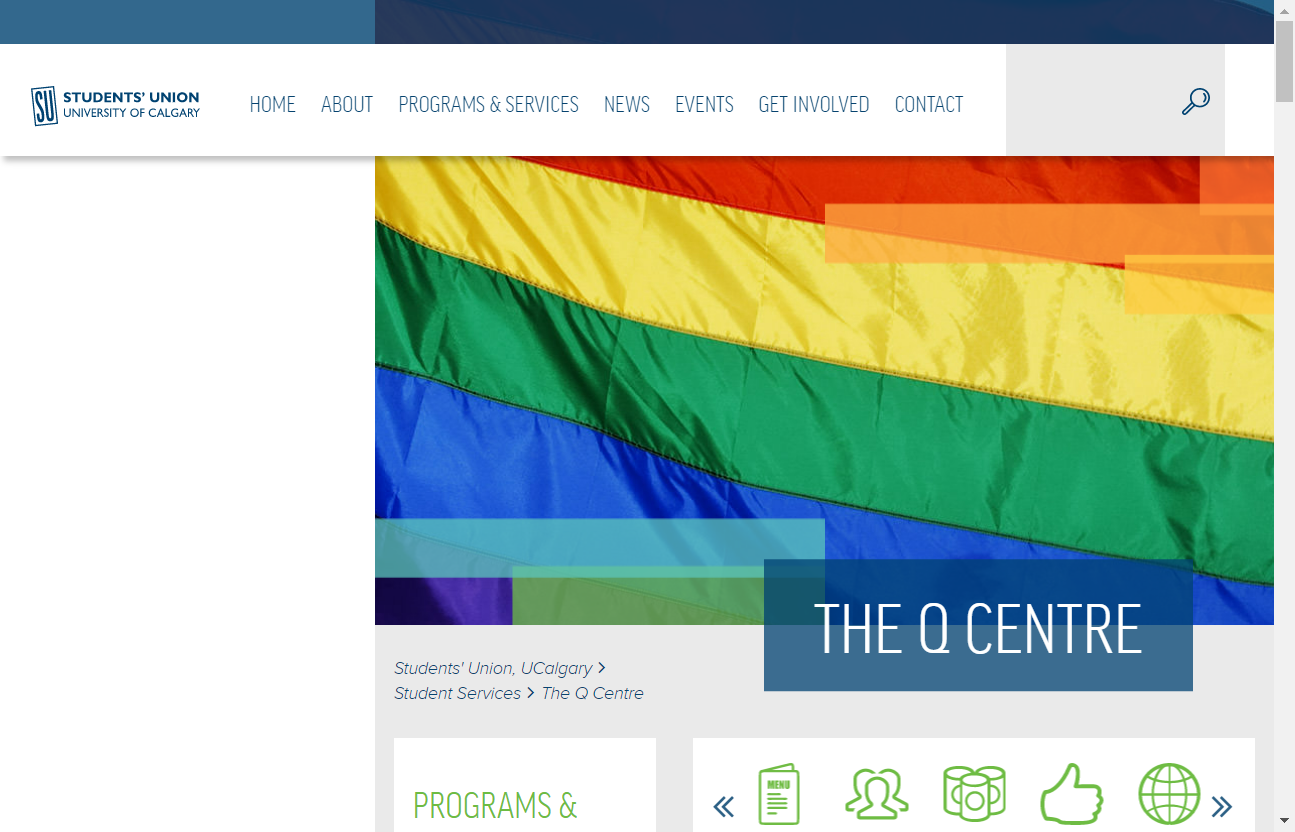 SU STUDENTS' UNION
UNIVERSITY OF CALGARY
HOME ABOUT PROGRAMS & SERVICES NEWS EVENTS GET INVOLVED CONTACT
THE Q CENTRE
Students' Union, UCalgary >
Student Services > The Q Centre
PROGRAMS &
MENU